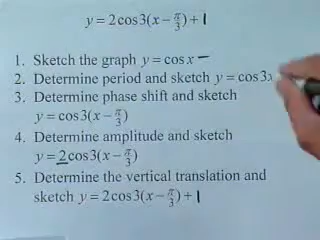 y = 2cos3(x − π/3) + 1
1. Sketch the graph y = cos x
2. Determine period and sketch y = cos3x
3. Determine phase shift and sketch
y = cos3(x − π/3)
4. Determine amplitude and sketch
y = 2cos3(x − π/3)
5. Determine the vertical translation and
sketch y = 2cos3(x − π/3) + 1